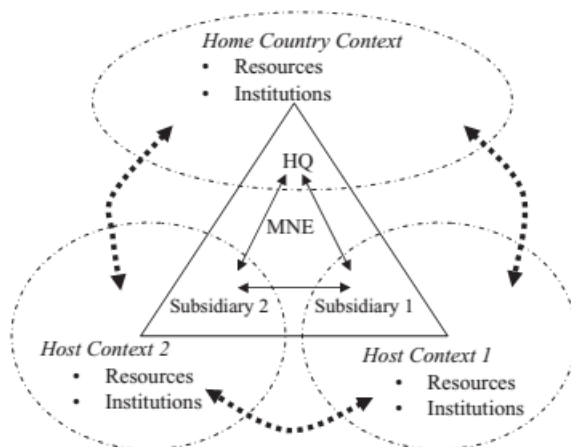 Home Country Context
• Resources
• Institutions
HQ
MNE
Subsidiary 2
Subsidiary 1
Host Context 2
• Resources
• Institutions
Host Context 1
• Resources
• Institutions